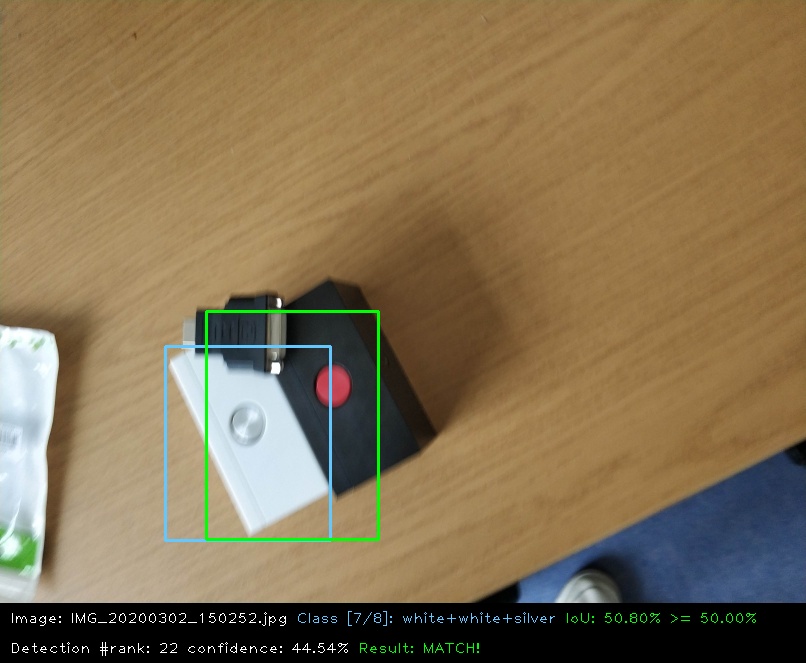 Image: IMG_20200302_150252.jpg Class [7/8]: white+white+silver IoU: 50.80% >= 50.00%
Detection #rank: 22 confidence: 44.54% Result: MATCH!